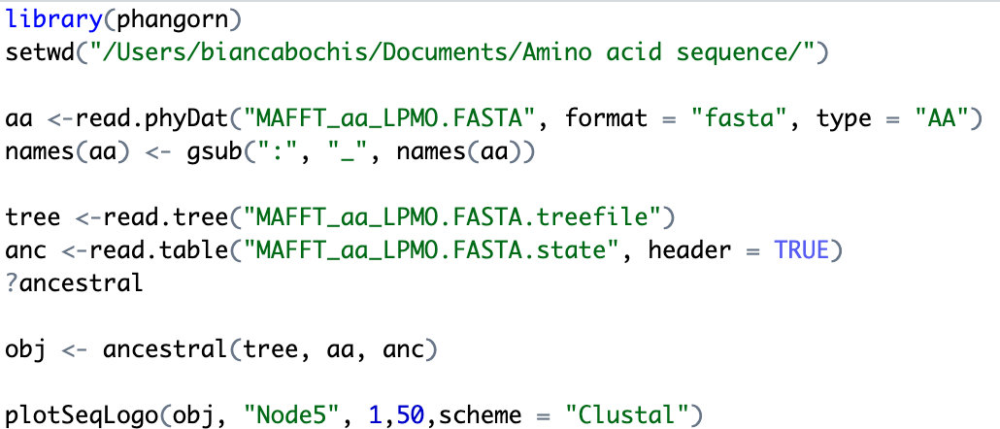 library(phangorn)
setwd("/Users/biancabochis/Documents/Amino acid sequence/")
aa <-read.phyDat("MAFFT_aa_LPMO.FASTA", format = "fasta", type = "AA")
names(aa) <- gsub(":", "_", names(aa))
tree <-read.tree("MAFFT_aa_LPMO.FASTA.treefile")
anc <-read.table("MAFFT_aa_LPMO.FASTA.state", header = TRUE)
?ancestral
obj <- ancestral(tree, aa, anc)
plotSeqLogo(obj, "Node5", 1,50,scheme = "Clustal")